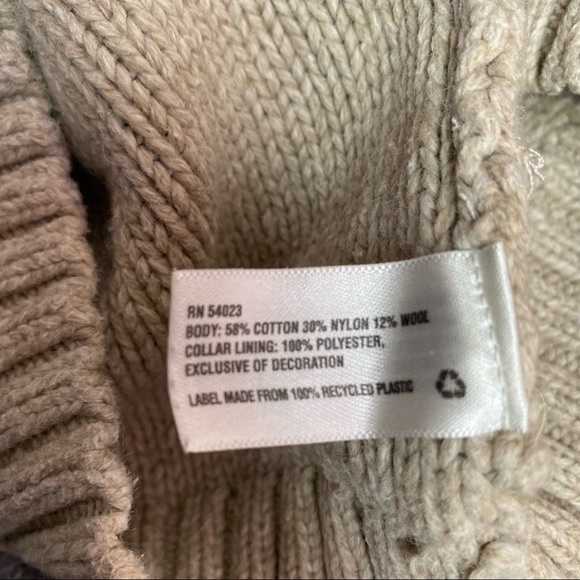 RN 54023
BODY: 58% COTTON 30% NYLON 12% WOOL
COLLAR LINING: 100% POLYESTER,
EXCLUSIVE OF DECORATION
LABEL MADE FROM 100% RECYCLED PLASTIC